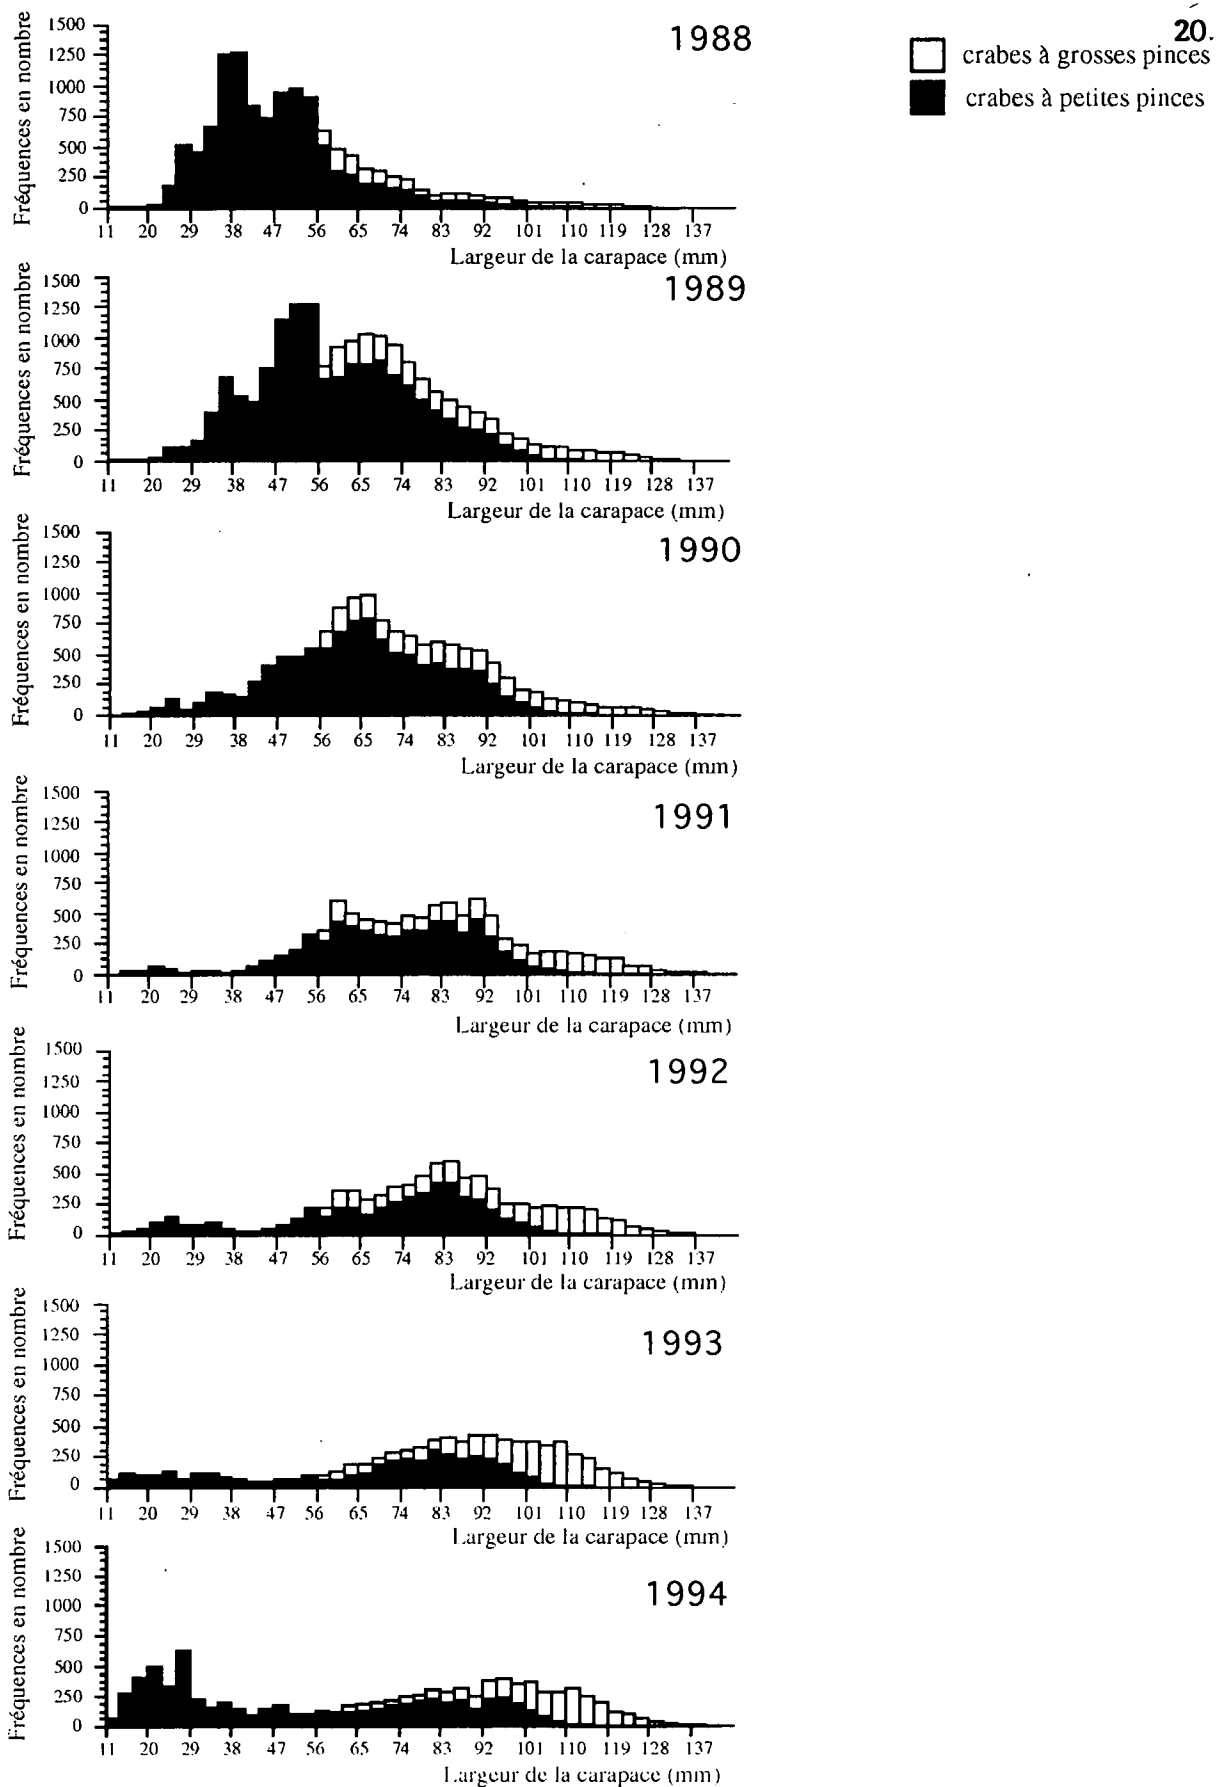 20.
crabes à grosses pinces
crabes à petites pinces
1988
Fréquences en nombre
1500
1250
1000
750
500
250
0
11 20 29 38 47 56 65 74 83 92 101 110 119 128 137
Largeur de la carapace (mm)
1989
Fréquences en nombre
1500
1250
1000
750
500
250
0
11 20 29 38 47 56 65 74 83 92 101 110 119 128 137
Largeur de la carapace (mm)
1990
Fréquences en nombre
1500
1250
1000
750
500
250
0
11 20 29 38 47 56 65 74 83 92 101 110 119 128 137
Largeur de la carapace (mm)
1991
Fréquences en nombre
1500
1250
1000
750
500
250
0
11 20 29 38 47 56 65 74 83 92 101 110 119 128 137
Largeur de la carapace (mm)
1992
Fréquences en nombre
1500
1250
1000
750
500
250
0
11 20 29 38 47 56 65 74 83 92 101 110 119 128 137
Largeur de la carapace (mm)
1993
Fréquences en nombre
1500
1250
1000
750
500
250
0
11 20 29 38 47 56 65 74 83 92 101 110 119 128 137
Largeur de la carapace (mm)
1994
Fréquences en nombre
1500
1250
1000
750
500
250
0
11 20 29 38 47 56 65 74 83 92 101 110 119 128 137
Largeur de la carapace (mm)